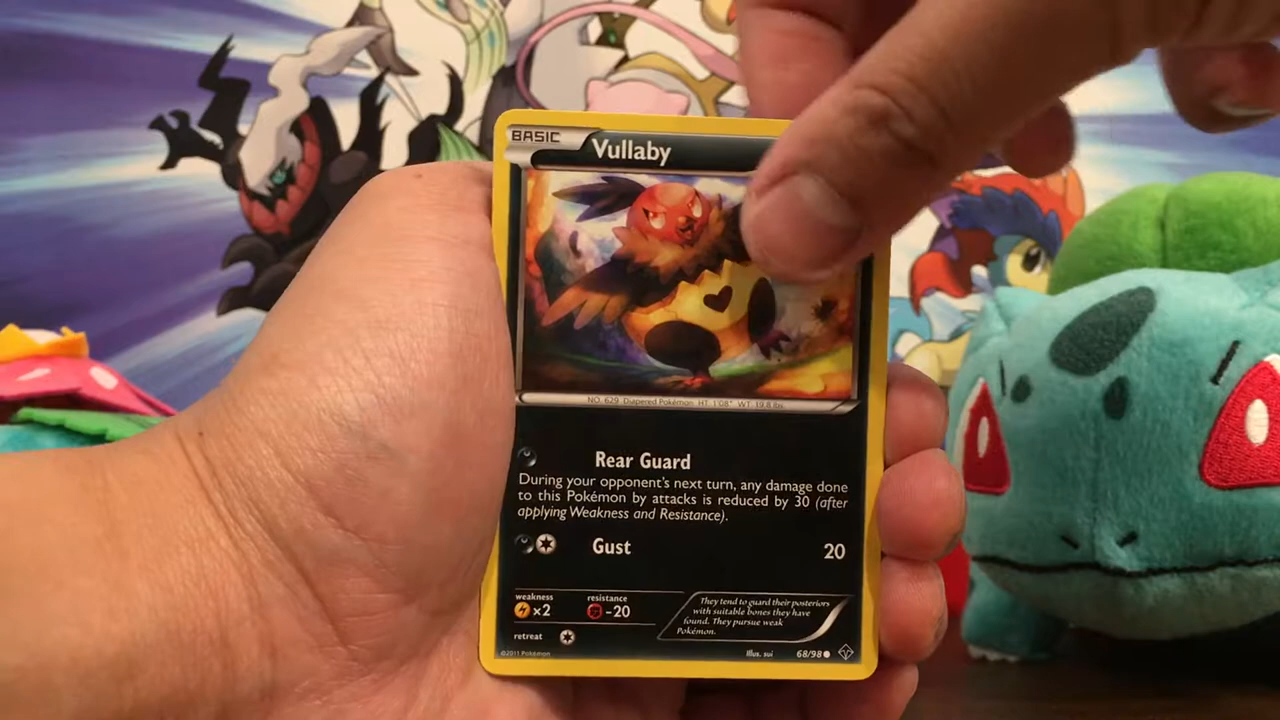 BASIC
Vullaby
NO. 629 Diapered Pokémon HT: 1'08" WT: 19.8 lbs.
Rear Guard
During your opponent's next turn, any damage done
to this Pokémon by attacks is reduced by 30 (after
applying Weakness and Resistance).
Gust 20
weakness
×2
resistance
-20
They tend to guard their posteriors
with suitable bones they have
found. They pursue weak
Pokémon.
retreat
©2011 Pokémon
Illus. sui
68/98